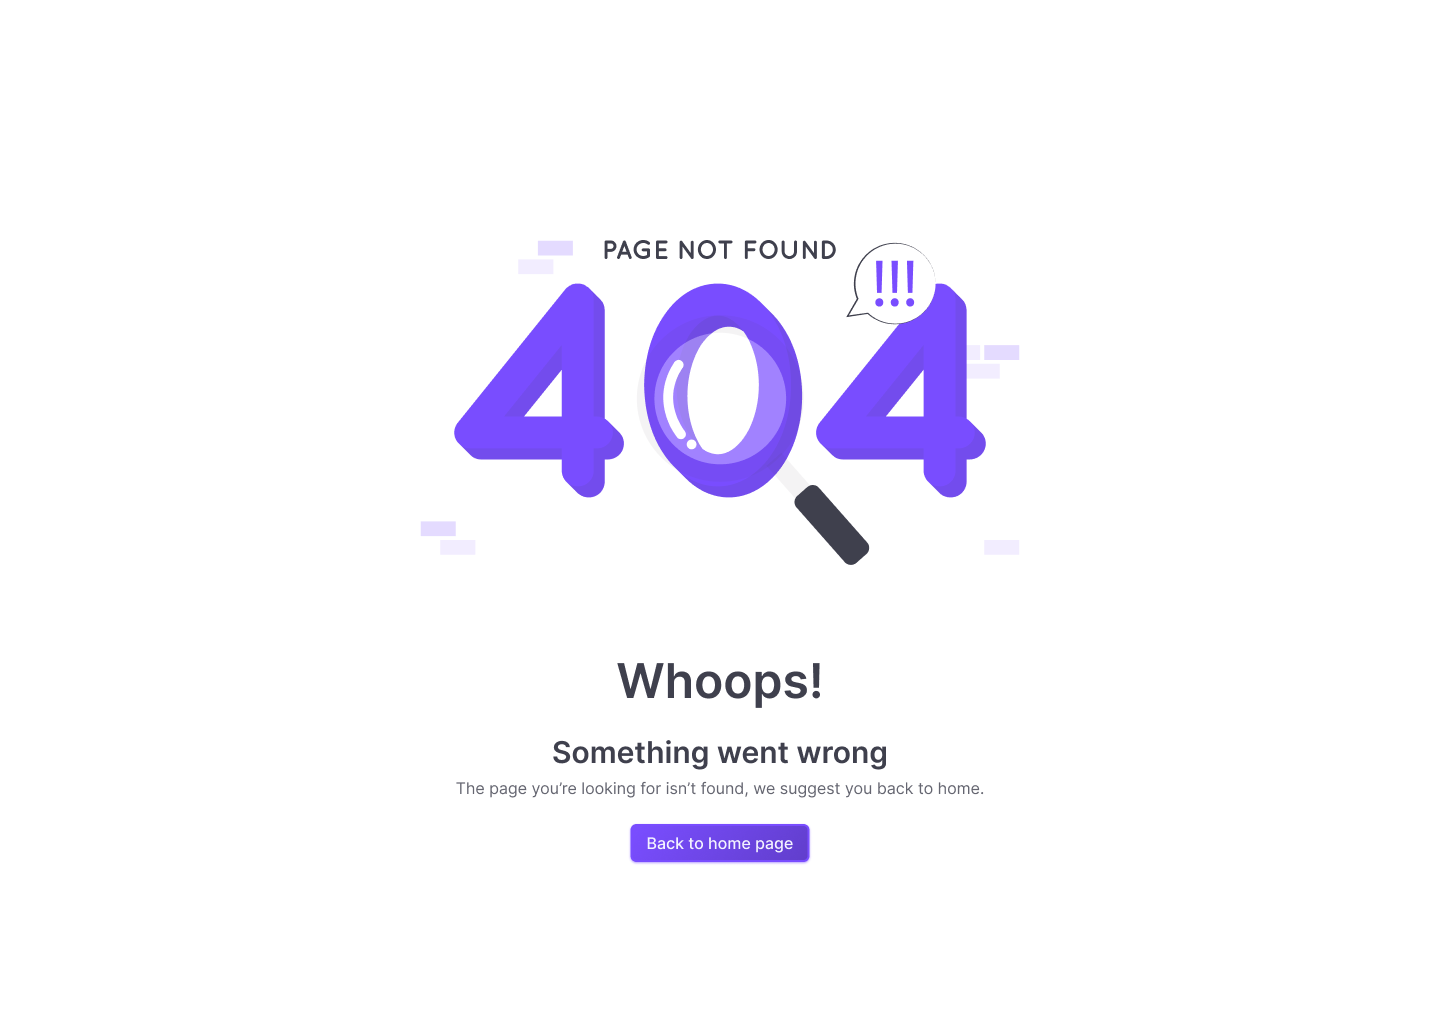 PAGE NOT FOUND
!!!
404
Whoops!
Something went wrong
The page you’re looking for isn’t found, we suggest you back to home.
Back to home page